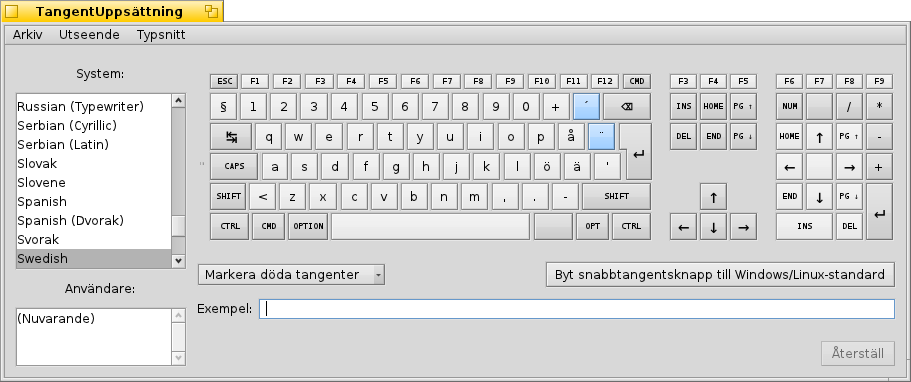 TangentUppsättning
Arkiv Utseende Typsnitt
System:
Russian (Typewriter)
Serbian (Cyrillic)
Serbian (Latin)
Slovak
Slovene
Spanish
Spanish (Dvorak)
Svorak
Swedish
Användare:
(Nuvarande)
ESC F1 F2 F3 F4 F5 F6 F7 F8 F9 F10 F11 F12 CMD
§ 1 2 3 4 5 6 7 8 9 0 + ´ ⌫
↹ q w e r t y u i o p å ¨ ↵
CAPS a s d f g h j k l ö ä '
SHIFT < z x c v b n m , . - SHIFT
CTRL CMD OPTION OPT CTRL
F3 F4 F5
INS HOME PG ↑
DEL END PG ↓
↑
← ↓ →
F6 F7 F8 F9
NUM / *
HOME ↑ PG ↑ -
← → +
END ↓ PG ↓ ↵
INS DEL
Markera döda tangenter
Byt snabbtangentsknapp till Windows/Linux-standard
Exempel:
Återställ